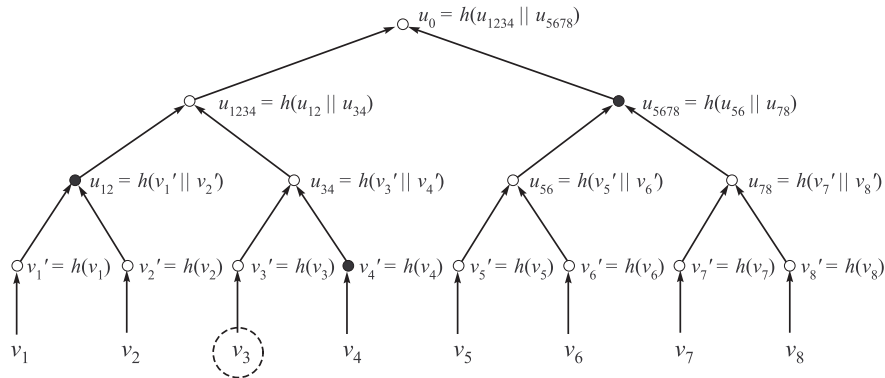 u₀ = h(u₁₂₃₄ || u₅₆₇₈)
u₁₂₃₄ = h(u₁₂ || u₃₄) u₅₆₇₈ = h(u₅₆ || u₇₈)
u₁₂ = h(v₁′ || v₂′) u₃₄ = h(v₃′ || v₄′) u₅₆ = h(v₅′ || v₆′) u₇₈ = h(v₇′ || v₈′)
v₁′ = h(v₁) v₂′ = h(v₂) v₃′ = h(v₃) v₄′ = h(v₄) v₅′ = h(v₅) v₆′ = h(v₆) v₇′ = h(v₇) v₈′ = h(v₈)
v₁ v₂ v₃ v₄ v₅ v₆ v₇ v₈